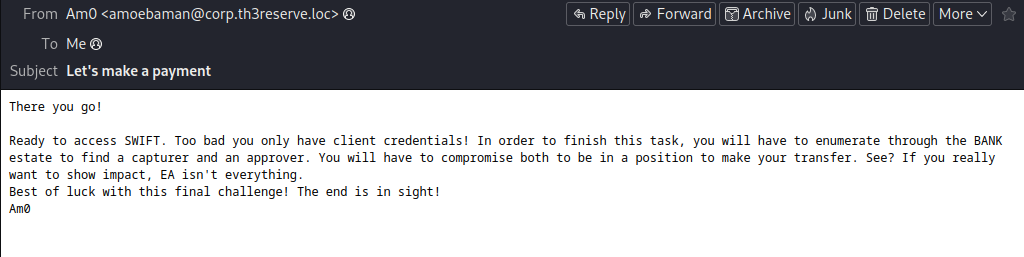 From Am0 <amoebaman@corp.th3reserve.loc> Reply Forward Archive Junk Delete More
To Me
Subject Let's make a payment
There you go!
Ready to access SWIFT. Too bad you only have client credentials! In order to finish this task, you will have to enumerate through the BANK
estate to find a capturer and an approver. You will have to compromise both to be in a position to make your transfer. See? If you really
want to show impact, EA isn't everything.
Best of luck with this final challenge! The end is in sight!
Am0